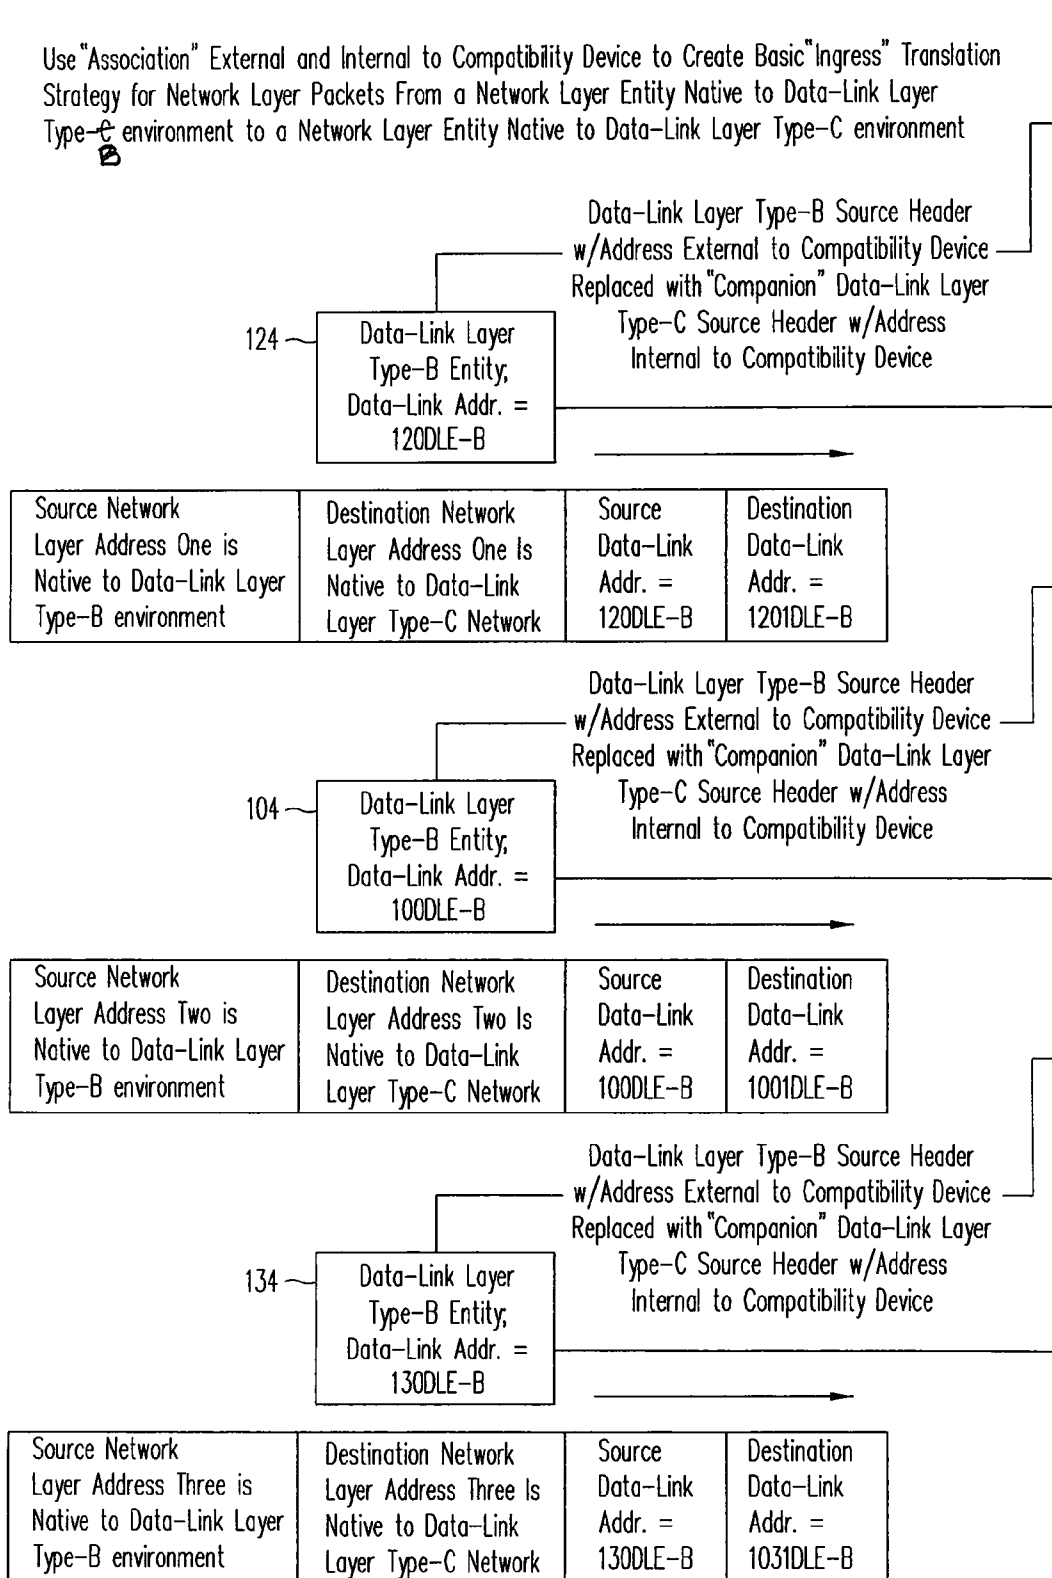 Use "Association" External and Internal to Compatibility Device to Create Basic "Ingress" Translation
Strategy for Network Layer Packets From a Network Layer Entity Native to Data-Link Layer
Type-C environment to a Network Layer Entity Native to Data-Link Layer Type-C environment
B
Data-Link Layer Type-B Source Header
w/Address External to Compatibility Device
Replaced with "Companion" Data-Link Layer
Type-C Source Header w/Address
Internal to Compatibility Device
124
Data-Link Layer
Type-B Entity;
Data-Link Addr. =
120DLE-B
Source Network
Layer Address One is
Native to Data-Link Layer
Type-B environment
Destination Network
Layer Address One Is
Native to Data-Link
Layer Type-C Network
Source
Data-Link
Addr. =
120DLE-B
Destination
Data-Link
Addr. =
1201DLE-B
Data-Link Layer Type-B Source Header
w/Address External to Compatibility Device
Replaced with "Companion" Data-Link Layer
Type-C Source Header w/Address
Internal to Compatibility Device
104
Data-Link Layer
Type-B Entity;
Data-Link Addr. =
100DLE-B
Source Network
Layer Address Two is
Native to Data-Link Layer
Type-B environment
Destination Network
Layer Address Two Is
Native to Data-Link
Layer Type-C Network
Source
Data-Link
Addr. =
100DLE-B
Destination
Data-Link
Addr. =
1001DLE-B
Data-Link Layer Type-B Source Header
w/Address External to Compatibility Device
Replaced with "Companion" Data-Link Layer
Type-C Source Header w/Address
Internal to Compatibility Device
134
Data-Link Layer
Type-B Entity;
Data-Link Addr. =
130DLE-B
Source Network
Layer Address Three is
Native to Data-Link Layer
Type-B environment
Destination Network
Layer Address Three Is
Native to Data-Link
Layer Type-C Network
Source
Data-Link
Addr. =
130DLE-B
Destination
Data-Link
Addr. =
1031DLE-B